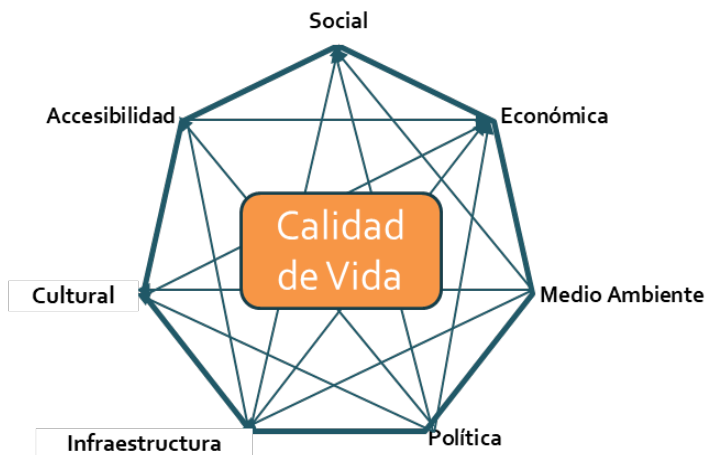 Social
Accesibilidad
Económica
Calidad
de Vida
Cultural
Medio Ambiente
Infraestructura
Política